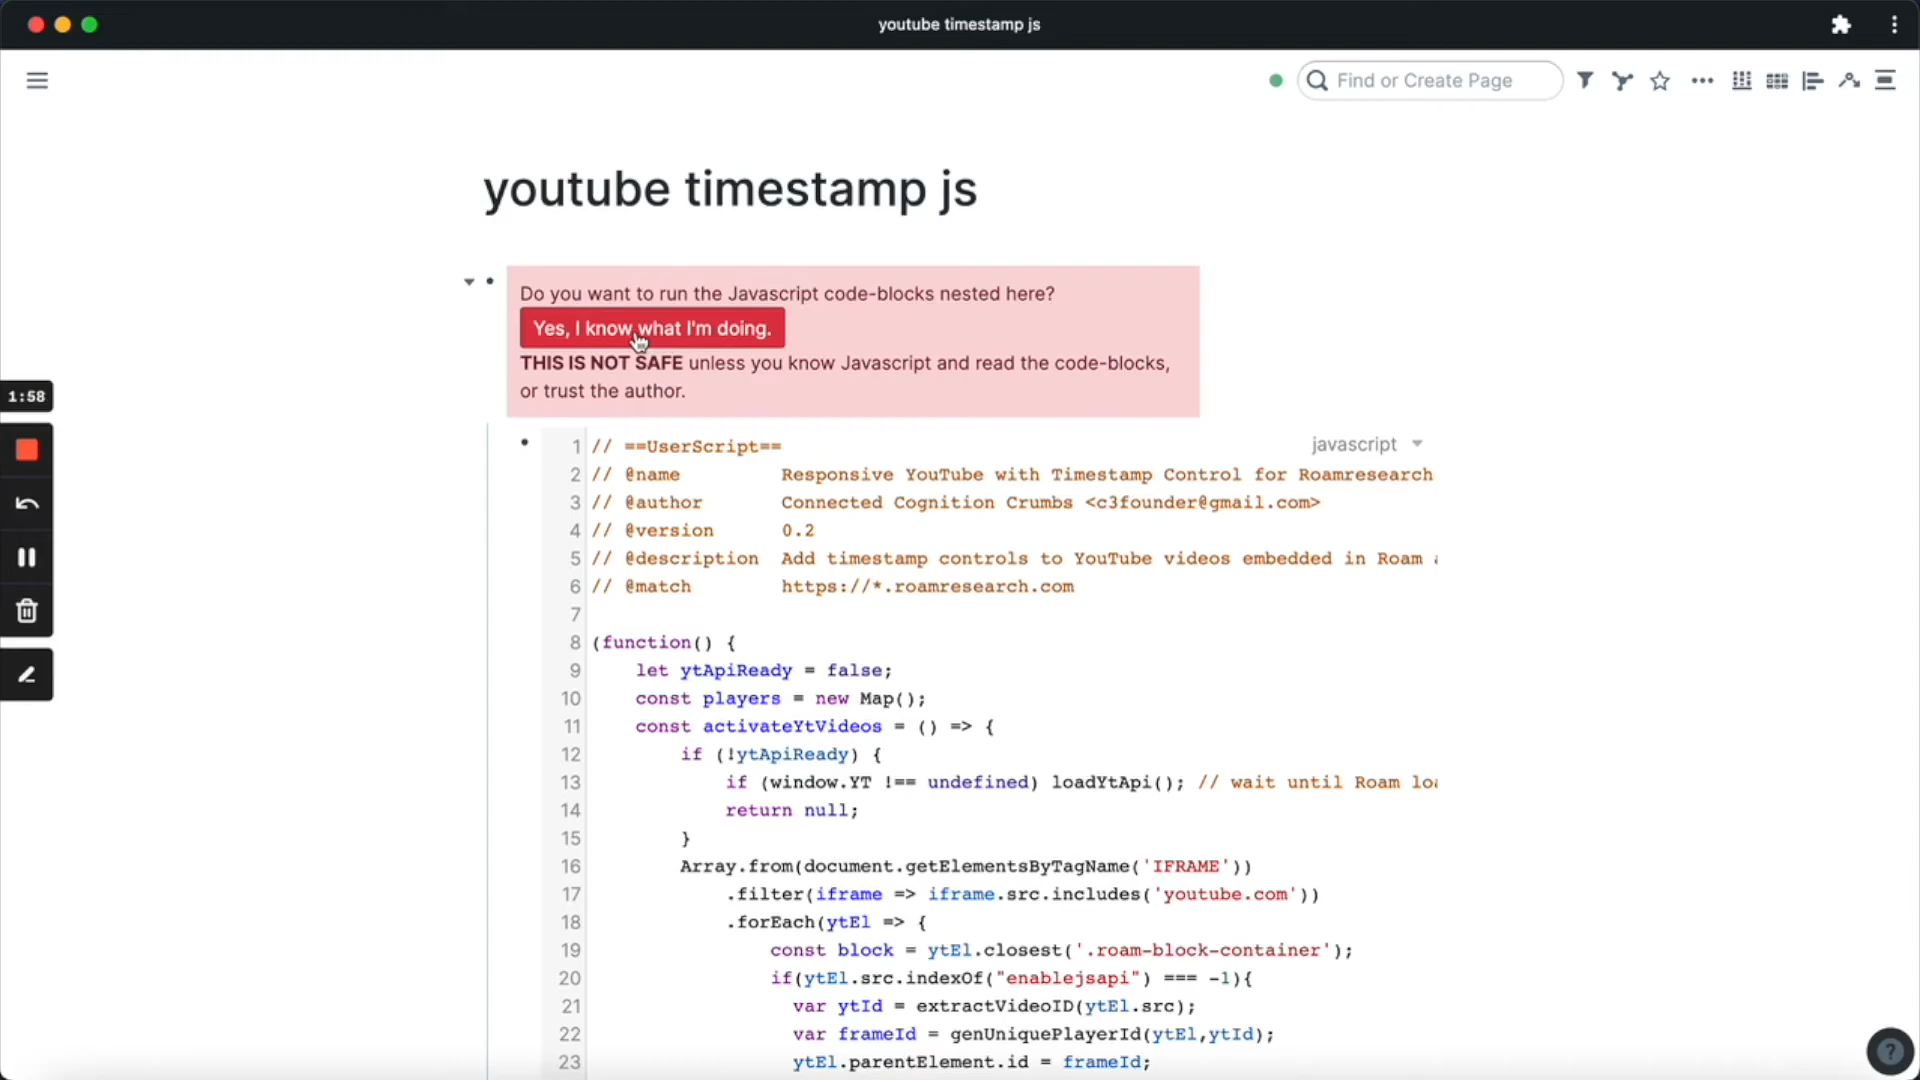 youtube timestamp js
Find or Create Page
youtube timestamp js
Do you want to run the Javascript code-blocks nested here?
Yes, I know what I'm doing.
THIS IS NOT SAFE unless you know Javascript and read the code-blocks,
or trust the author.
1:58
javascript
1 // ==UserScript==
2 // @name Responsive YouTube with Timestamp Control for Roamresearch
3 // @author Connected Cognition Crumbs <c3founder@gmail.com>
4 // @version 0.2
5 // @description Add timestamp controls to YouTube videos embedded in Roam
6 // @match https://*.roamresearch.com
7
8 (function() {
9 let ytApiReady = false;
10 const players = new Map();
11 const activateYtVideos = () => {
12 if (!ytApiReady) {
13 if (window.YT !== undefined) loadYtApi(); // wait until Roam
14 return null;
15 }
16 Array.from(document.getElementsByTagName('IFRAME'))
17 .filter(iframe => iframe.src.includes('youtube.com'))
18 .forEach(ytEl => {
19 const block = ytEl.closest('.roam-block-container');
20 if(ytEl.src.indexOf("enablejsapi") === -1){
21 var ytId = extractVideoID(ytEl.src);
22 var frameId = genUniquePlayerId(ytEl,ytId);
23 ytEl.parentElement.id = frameId;
?